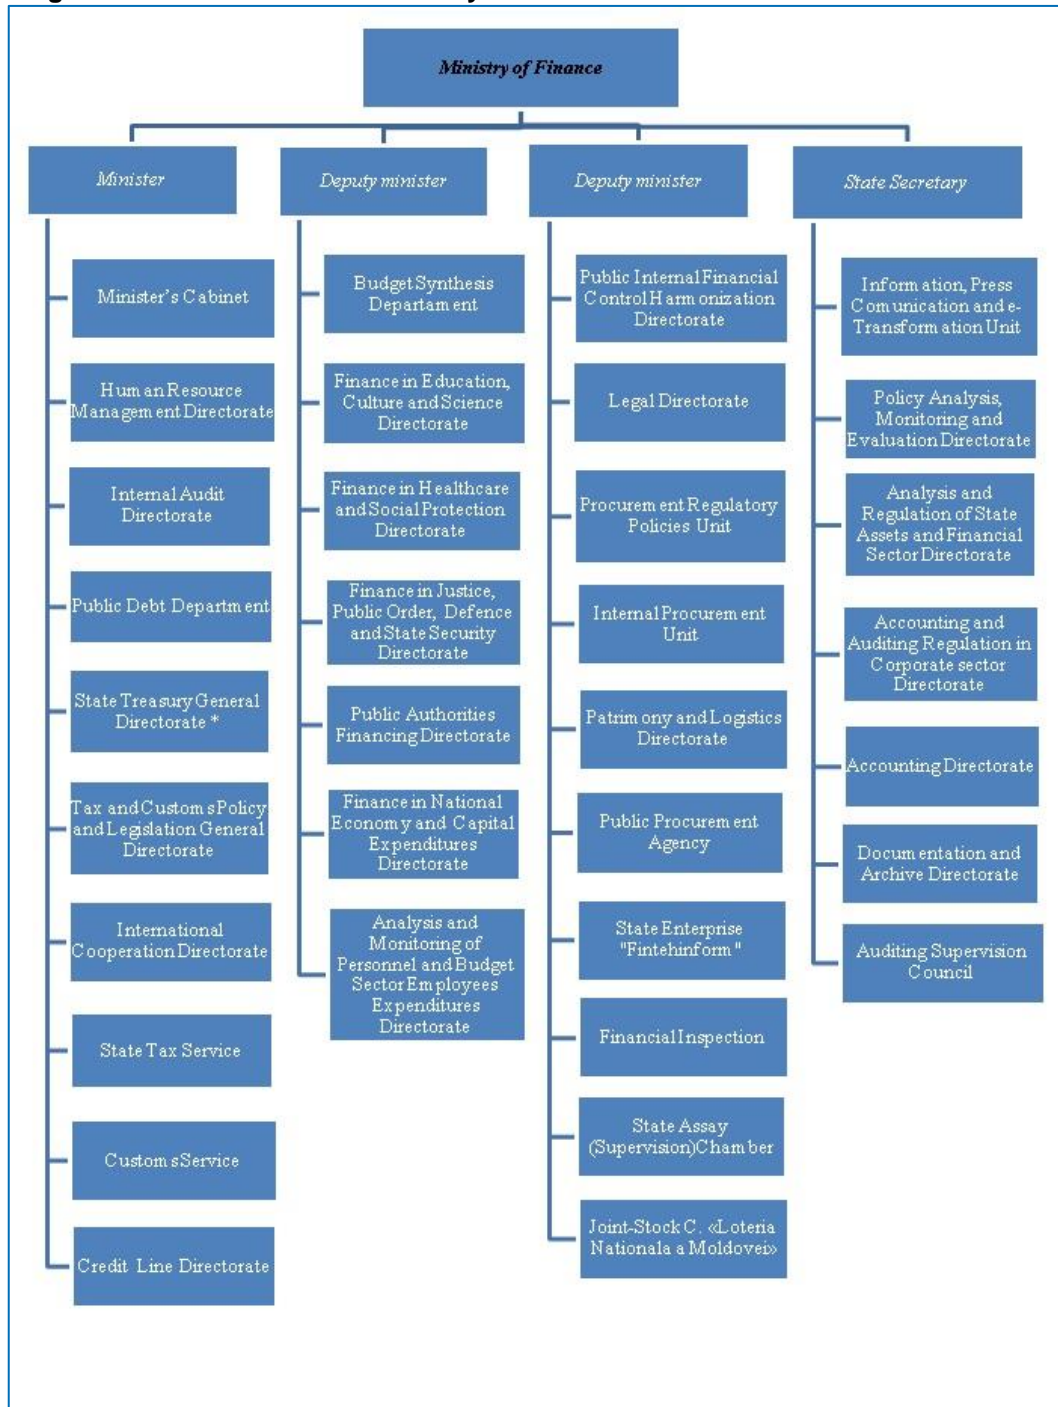 Ministry of Finance
Minister
Minister's Cabinet
Human Resource
Management Directorate
Internal Audit
Directorate
Public Debt Department
State Treasury General
Directorate *
Tax and Customs Policy
and Legislation General
Directorate
International
Cooperation Directorate
State Tax Service
Customs Service
Credit Line Directorate
Deputy minister
Budget Synthesis
Departament
Finance in Education,
Culture and Science
Directorate
Finance in Healthcare
and Social Protection
Directorate
Finance in Justice,
Public Order, Defence
and State Security
Directorate
Public Authorities
Financing Directorate
Finance in National
Economy and Capital
Expenditures
Directorate
Analysis and
Monitoring of
Personnel and Budget
Sector Employees
Expenditures
Directorate
Deputy minister
Public Internal Financial
Control Harmonization
Directorate
Legal Directorate
Procurement Regulatory
Policies Unit
Internal Procurement
Unit
Patrimony and Logistics
Directorate
Public Procurement
Agency
State Enterprise
"Fintehinform"
Financial Inspection
State Assay
(Supervision)Chamber
Joint-Stock C. «Loteria
Nationala a Moldovei»
State Secretary
Information, Press
Comunication and e-
Transformation Unit
Policy Analysis,
Monitoring and
Evaluation Directorate
Analysis and
Regulation of State
Assets and Financial
Sector Directorate
Accounting and
Auditing Regulation in
Corporate sector
Directorate
Accounting Directorate
Documentation and
Archive Directorate
Auditing Supervision
Council